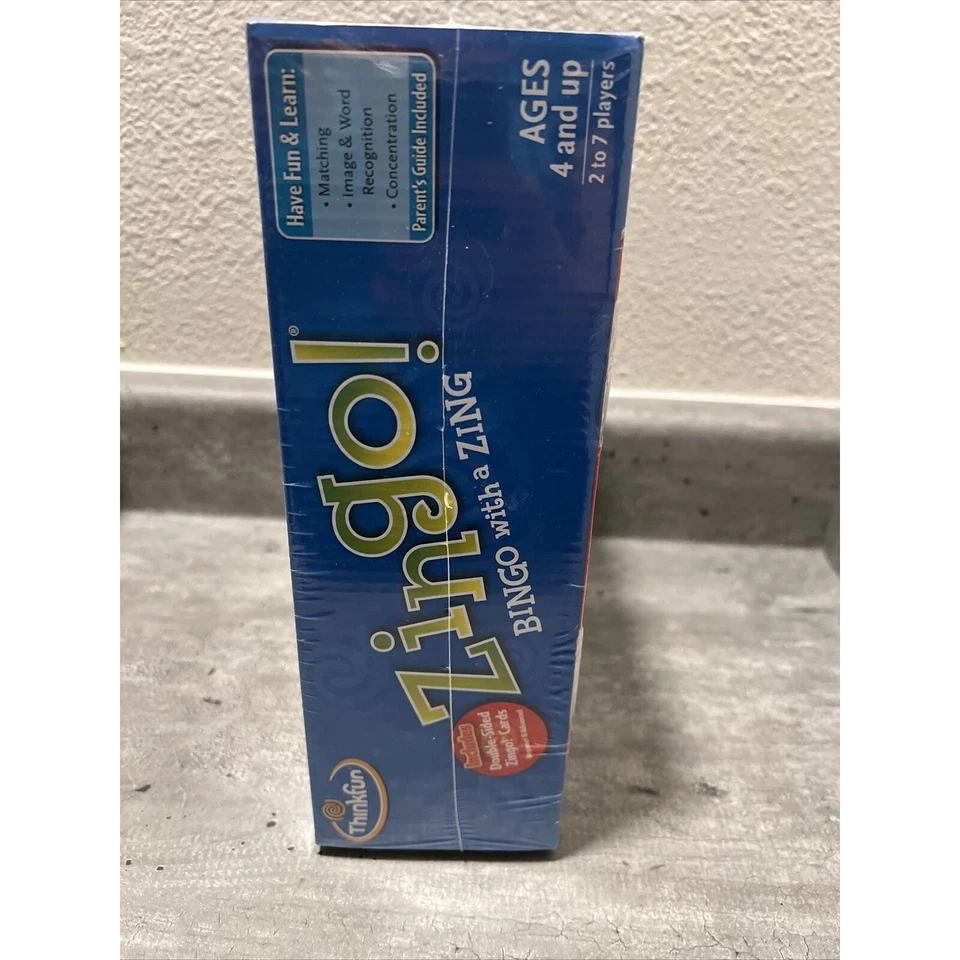 Thinkfun
Zingo!®
BINGO with a ZING
Includes
Double-Sided
Zingo! Cards
Have Fun & Learn:
• Matching
• Image & Word
Recognition
• Concentration
Parent's Guide Included
AGES
4 and up
2 to 7 players